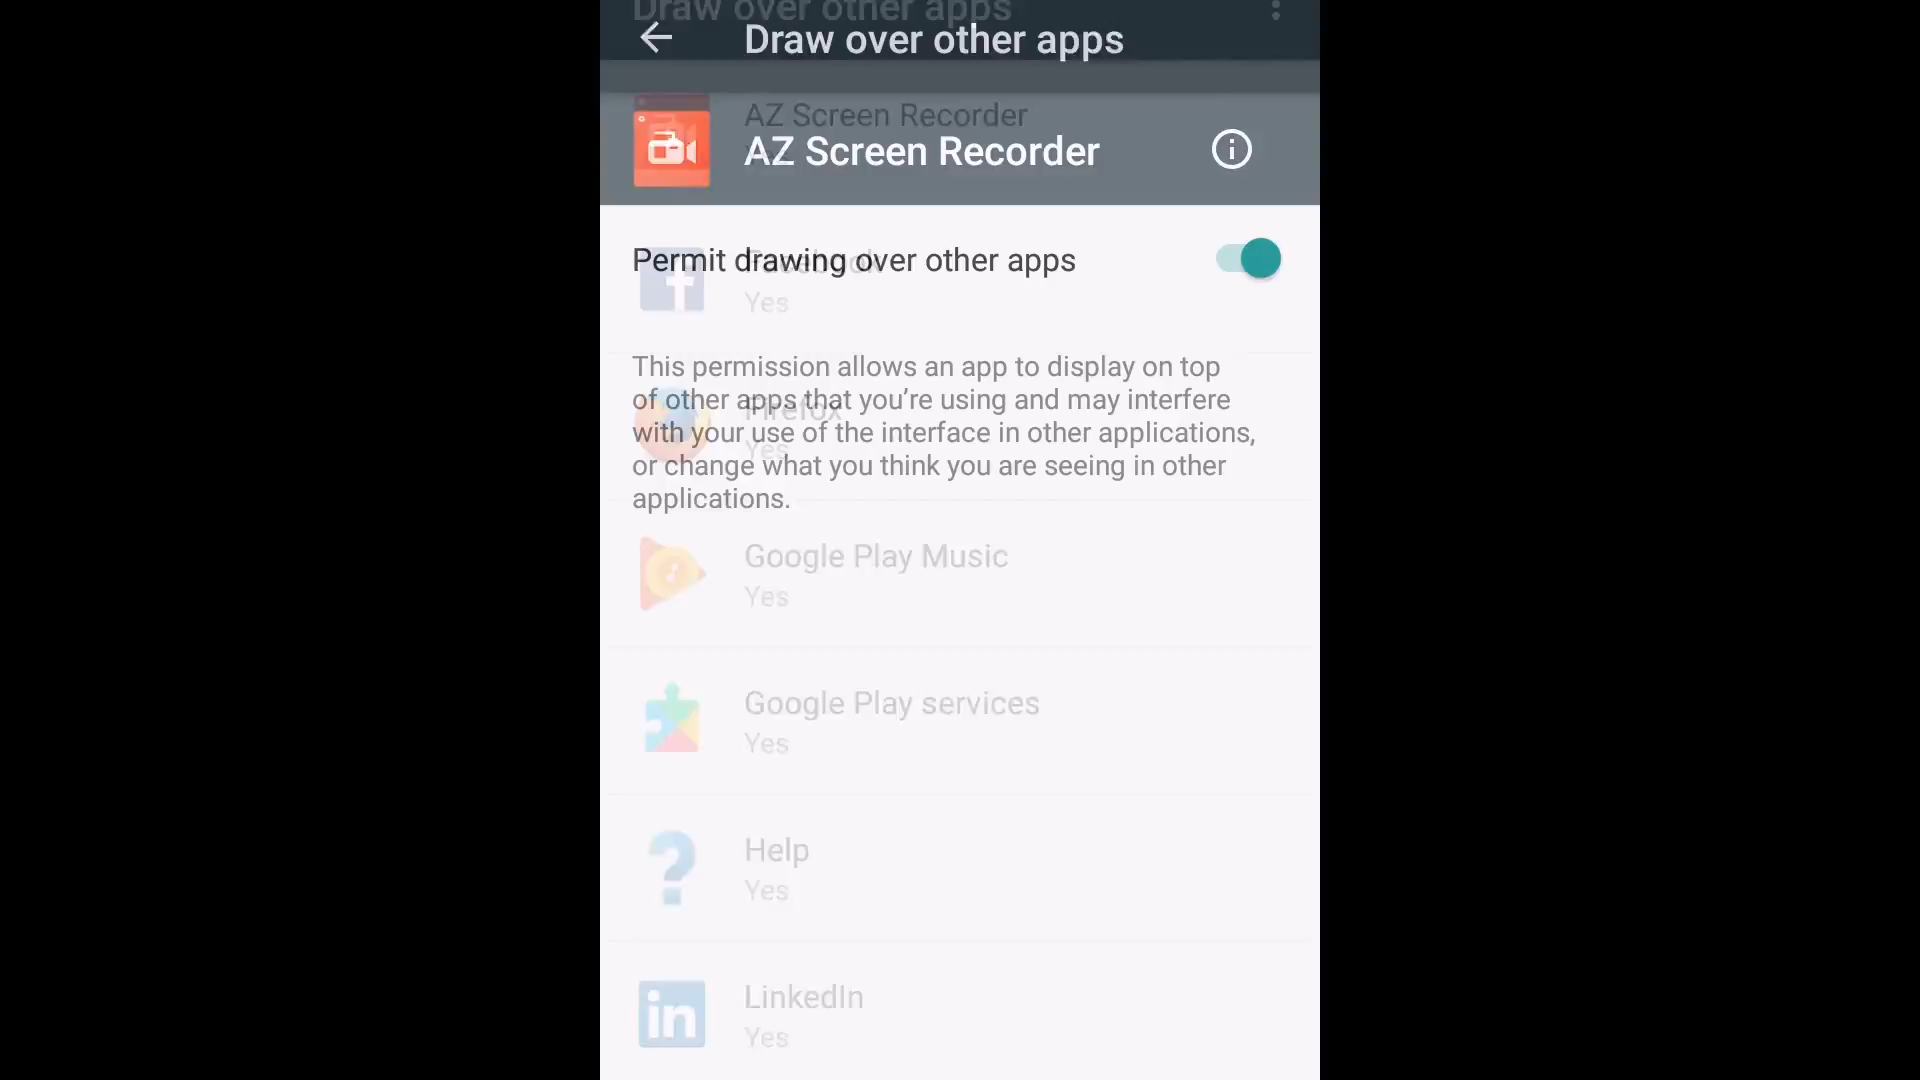 Draw over other apps
Draw over other apps
AZ Screen Recorder
AZ Screen Recorder
Permit drawing over other apps
Facebook
Yes
This permission allows an app to display on top
of other apps that you’re using and may interfere
Firefox
with your use of the interface in other applications,
Yes
or change what you think you are seeing in other
applications.
Google Play Music
Yes
Google Play services
Yes
Help
Yes
LinkedIn
Yes